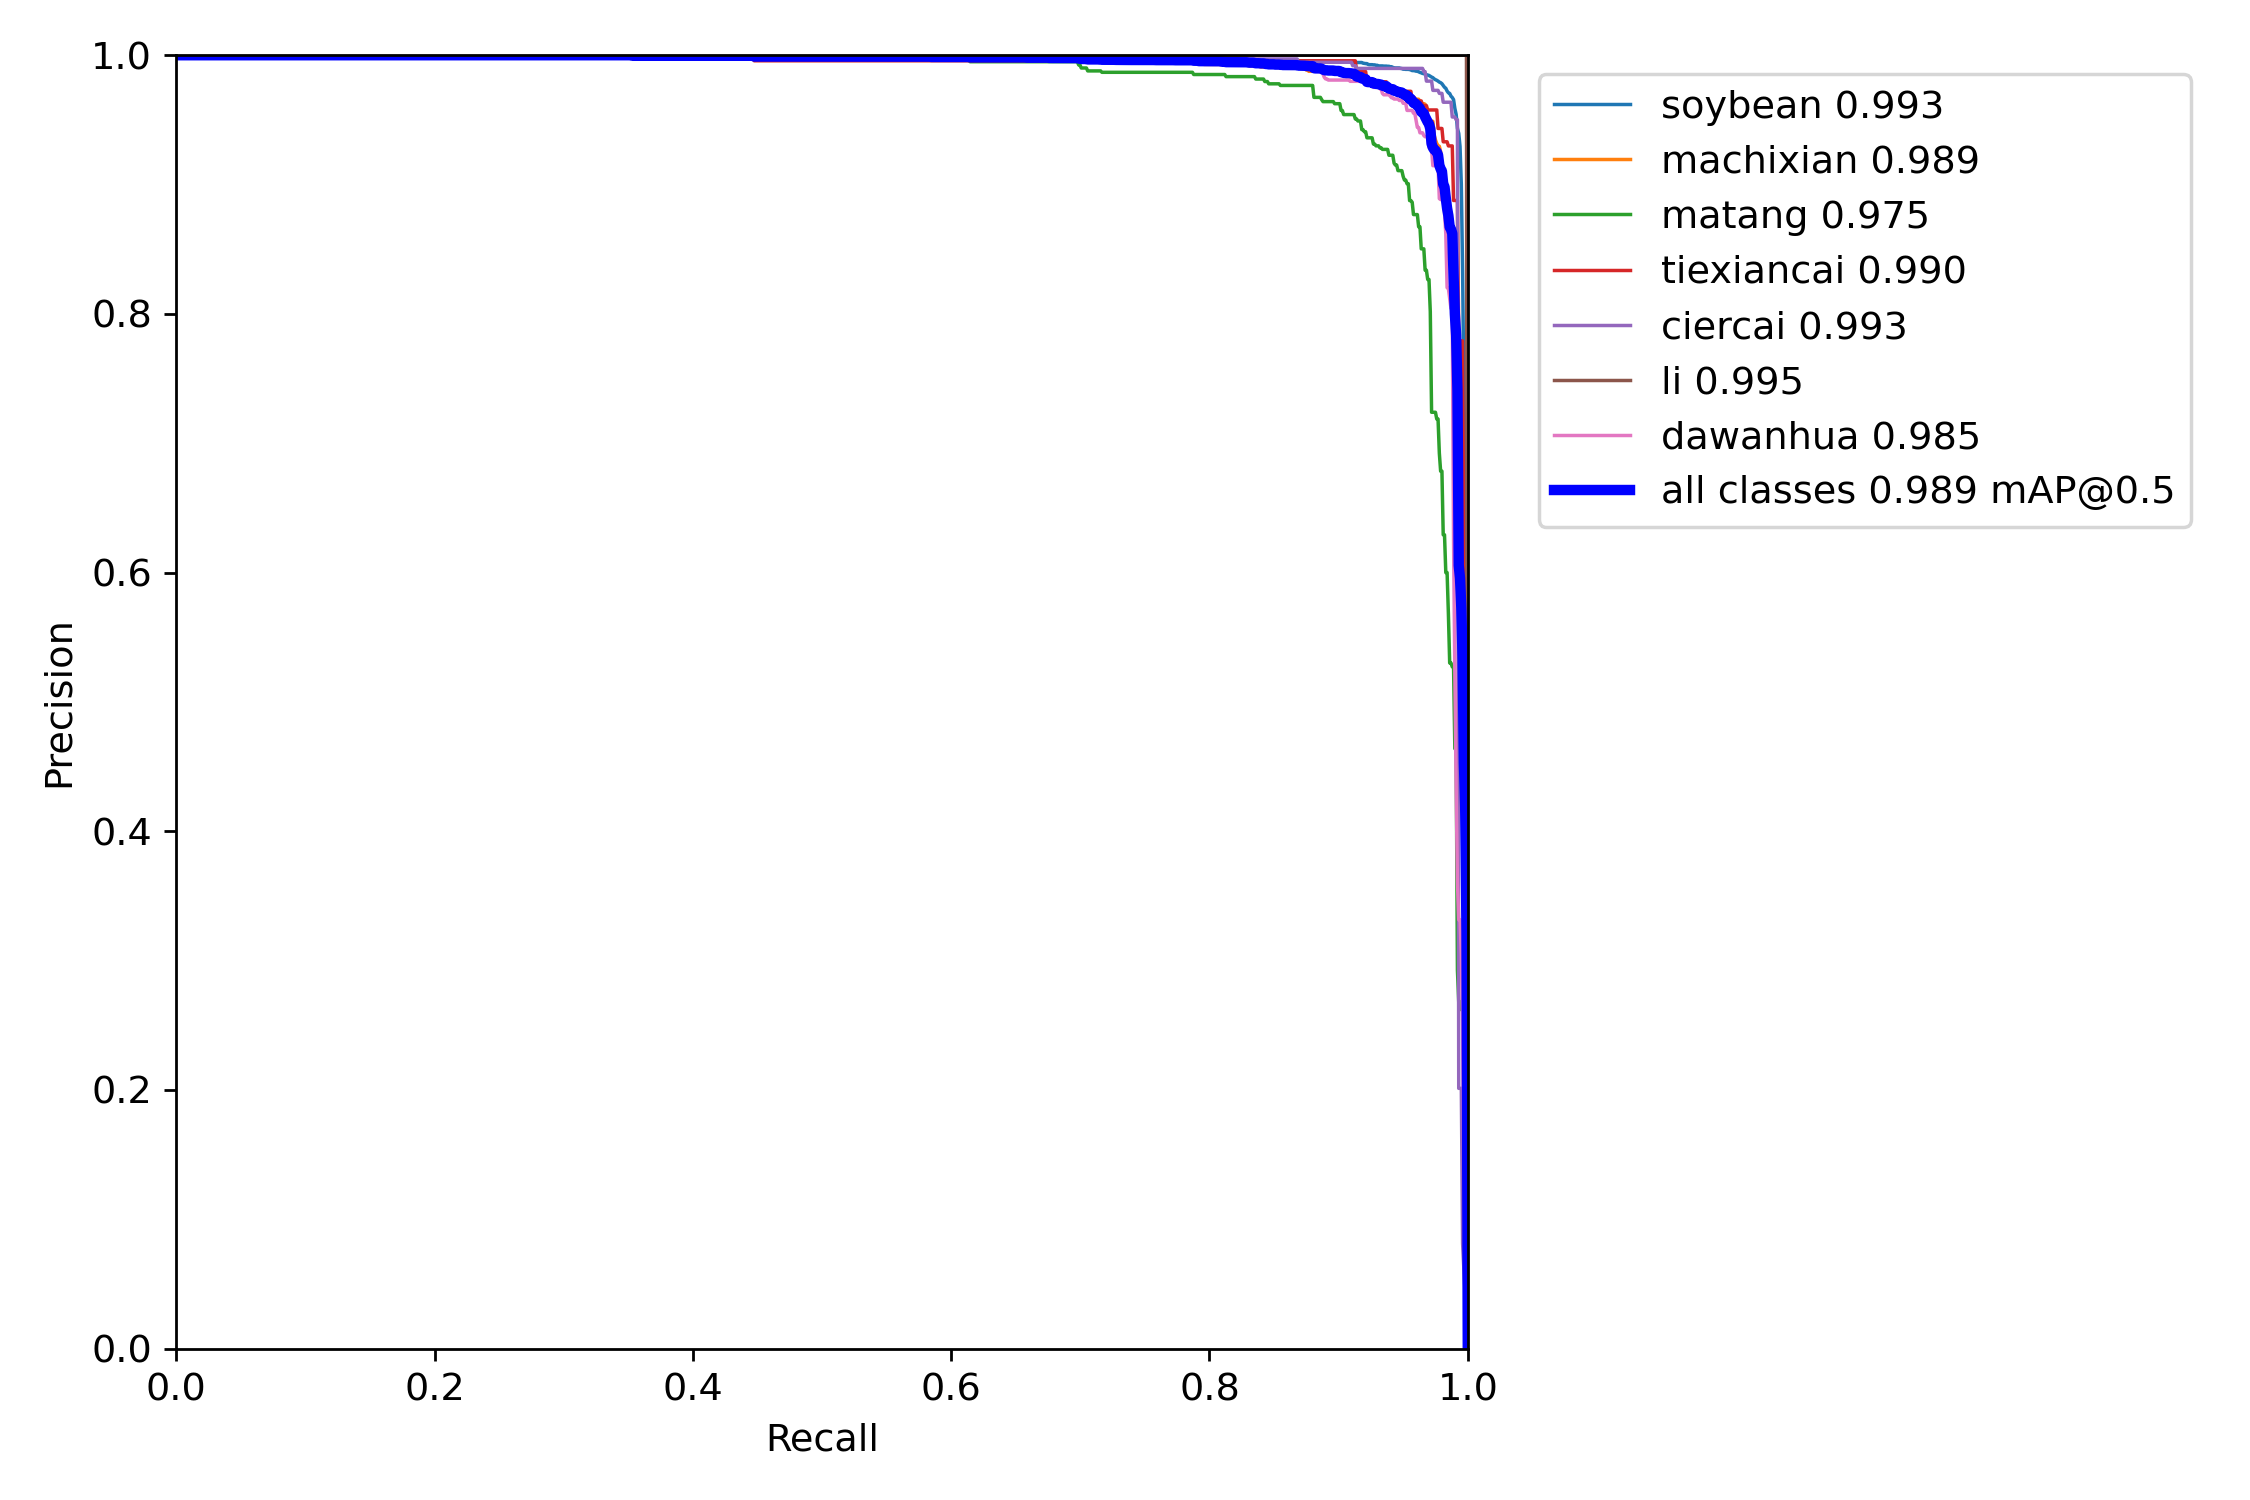 1.0
0.8
0.6
0.4
0.2
0.0
0.0 0.2 0.4 0.6 0.8 1.0
Precision
Recall
soybean 0.993
machixian 0.989
matang 0.975
tiexiancai 0.990
ciercai 0.993
li 0.995
dawanhua 0.985
all classes 0.989 mAP@0.5